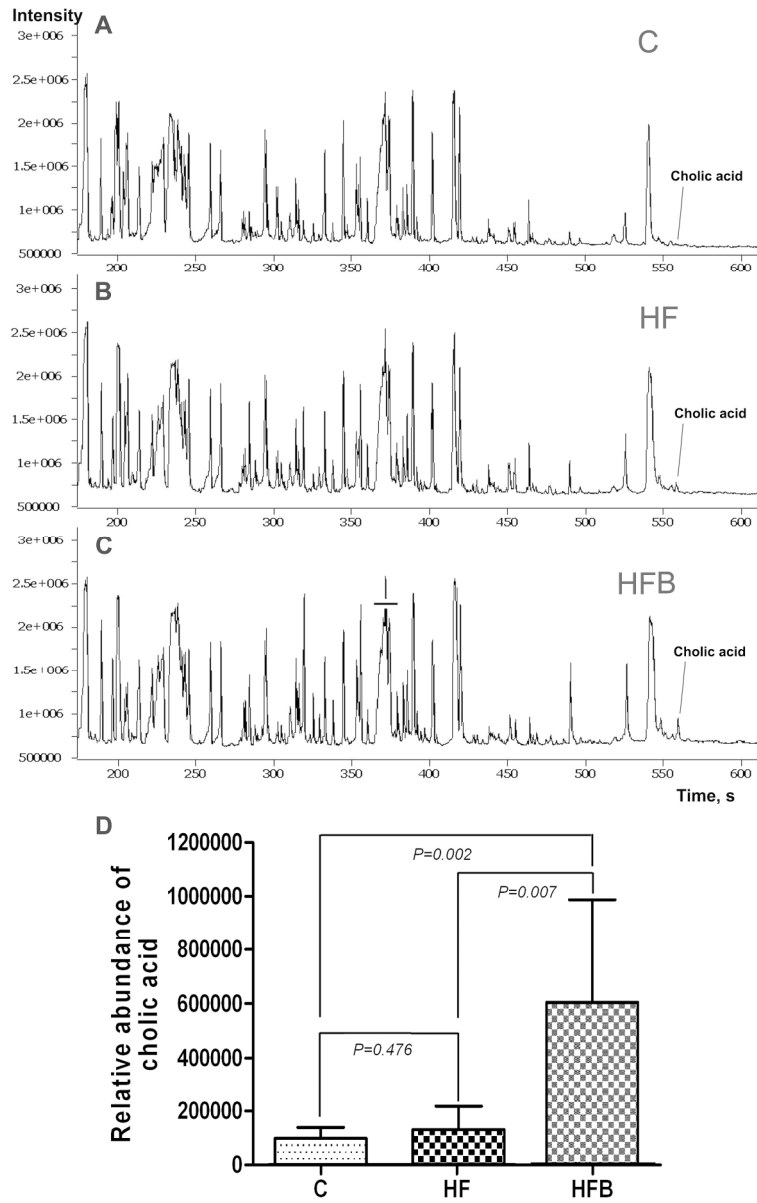 Intensity
A
C
3e+006
2.5e+006
2e+006
1.5e+006
1e+006
500000
Cholic acid
200 250 300 350 400 450 500 550 600
B
HF
3e+006
2.5e+006
2e+006
1.5e+006
1e+006
500000
Cholic acid
200 250 300 350 400 450 500 550 600
C
HFB
3e+006
2.5e+006
2e+006
1.5e+006
1e+006
500000
Cholic acid
200 250 300 350 400 450 500 550 600
Time, s
D
Relative abundance of
cholic acid
1200000
1000000
800000
600000
400000
200000
0
P=0.002
P=0.007
P=0.476
C HF HFB